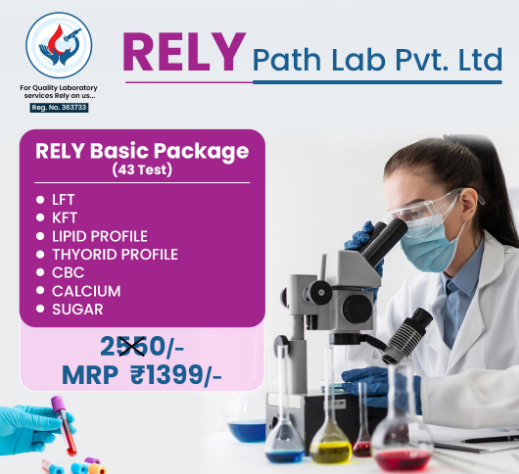 RELY Path Lab Pvt. Ltd
For Quality Laboratory
services Rely on us...
Reg. No. 363733
RELY Basic Package
(43 Test)
LFT
KFT
LIPID PROFILE
THYORID PROFILE
CBC
CALCIUM
SUGAR
2550/-
MRP ₹1399/-